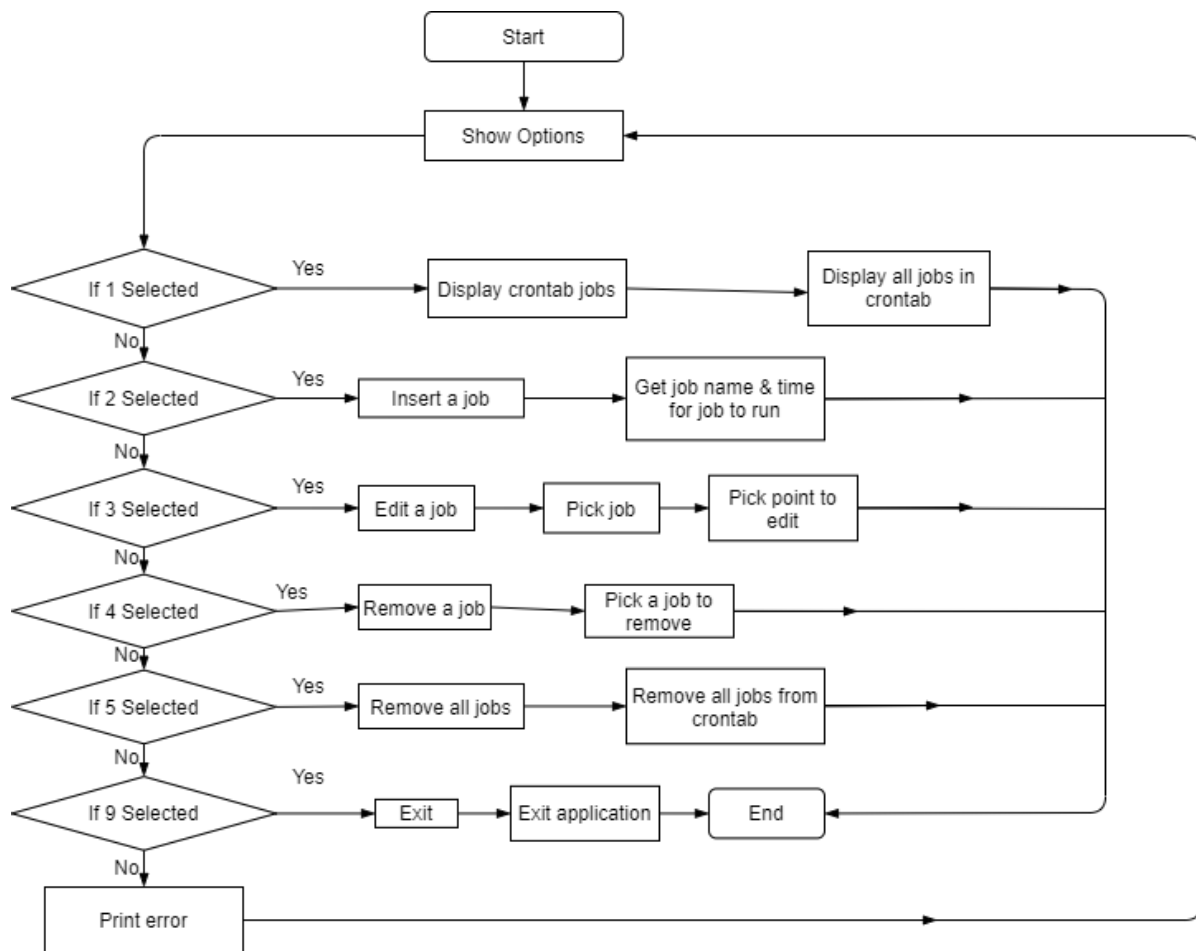 Start
Show Options
If 1 Selected
Yes
Display crontab jobs
Display all jobs in
crontab
No
If 2 Selected
Yes
Insert a job
Get job name & time
for job to run
No
If 3 Selected
Yes
Edit a job
Pick job
Pick point to
edit
No
If 4 Selected
Yes
Remove a job
Pick a job to
remove
No
If 5 Selected
Yes
Remove all jobs
Remove all jobs from
crontab
No
If 9 Selected
Yes
Exit
Exit application
End
No
Print error